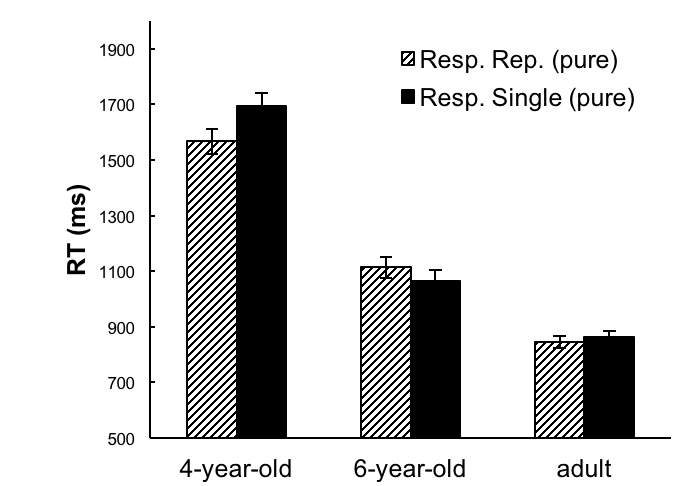 1900
1700
1500
1300
1100
900
700
500
RT (ms)
Resp. Rep. (pure)
Resp. Single (pure)
4-year-old
6-year-old
adult